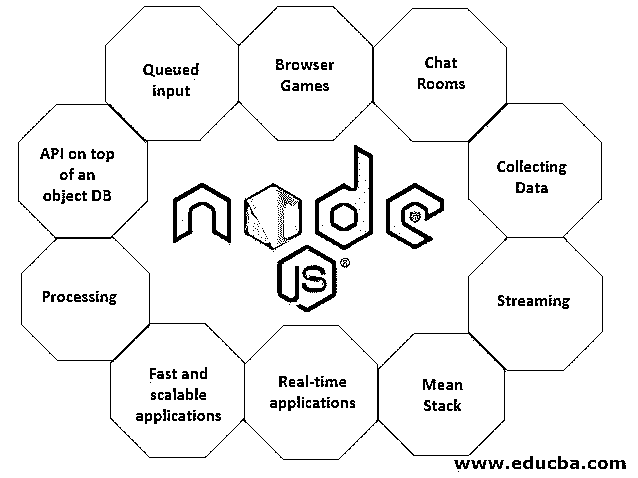 Queued
input
Browser
Games
Chat
Rooms
API on top
of an
object DB
Collecting
Data
node
JS®
Processing
Streaming
Fast and
scalable
applications
Real-time
applications
Mean
Stack
www.educba.com